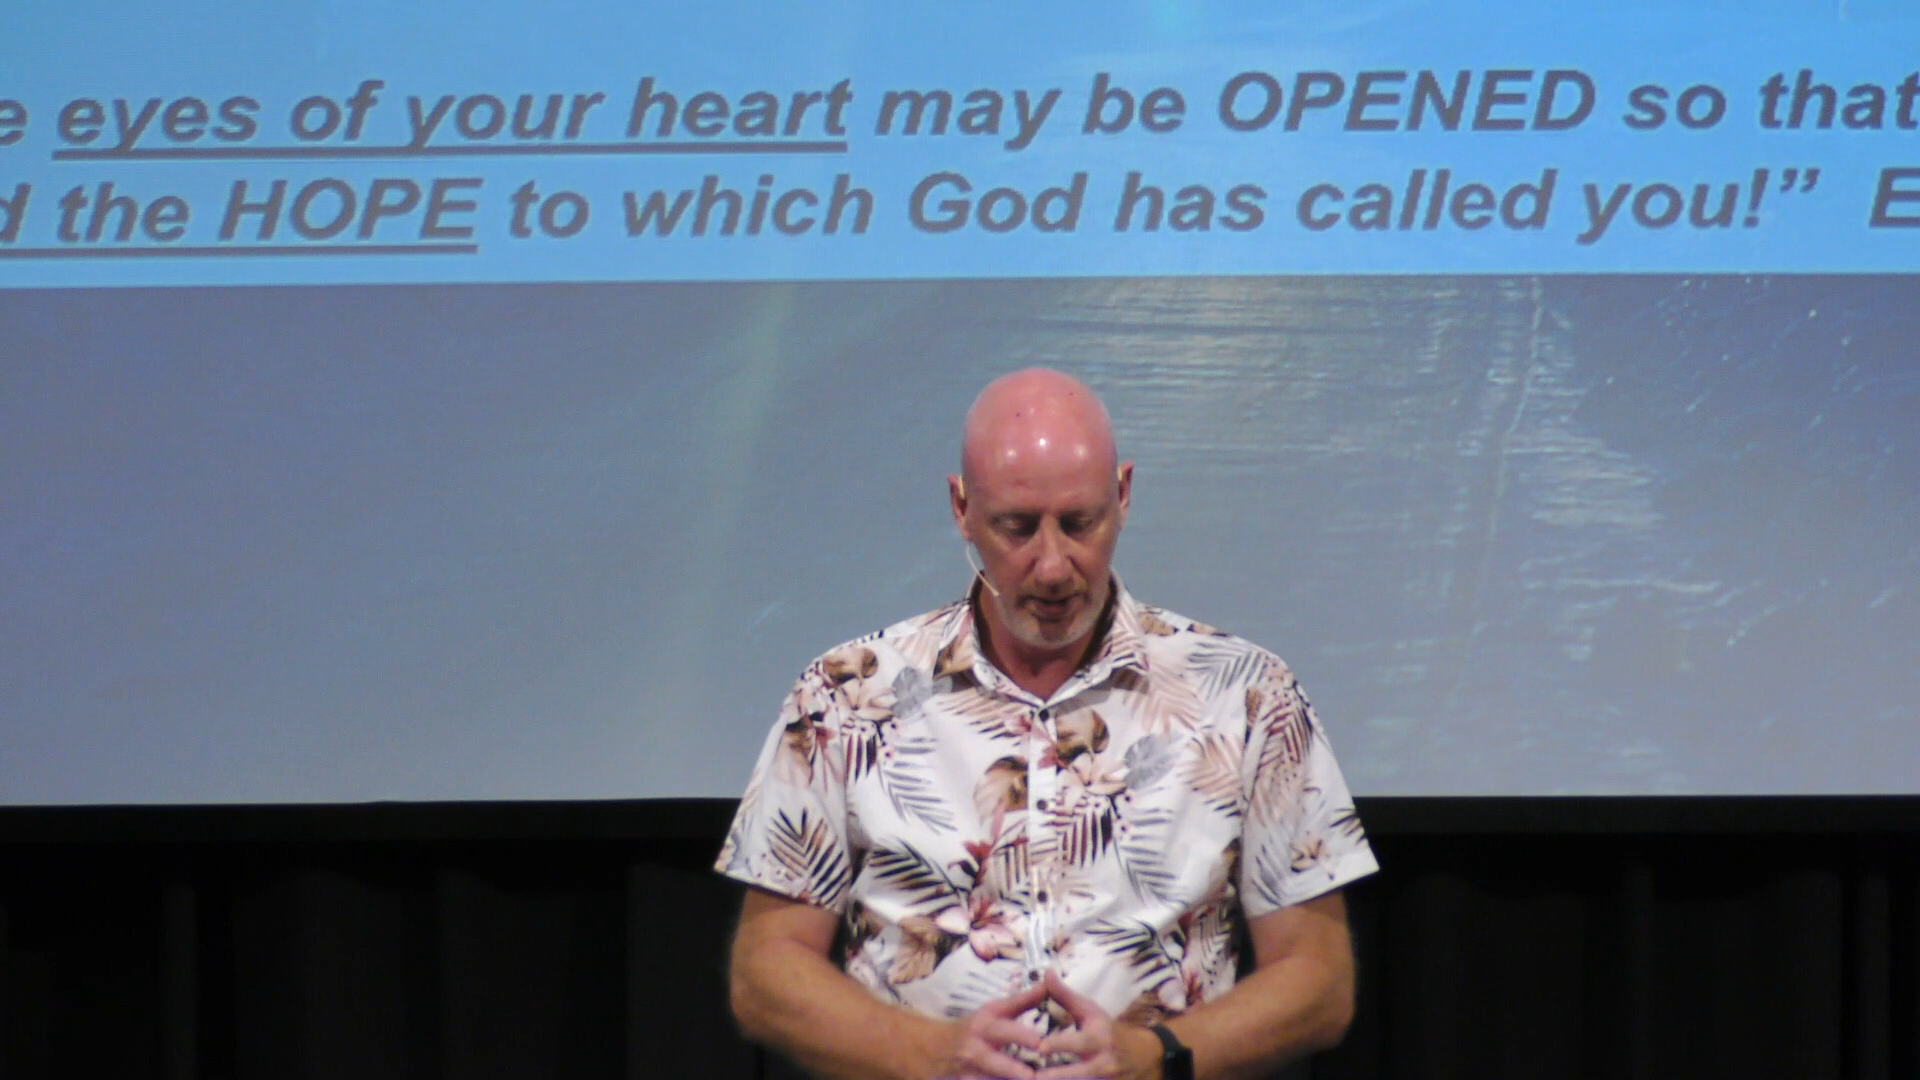 eyes of your heart may be OPENED so that
the HOPE to which God has called you!”